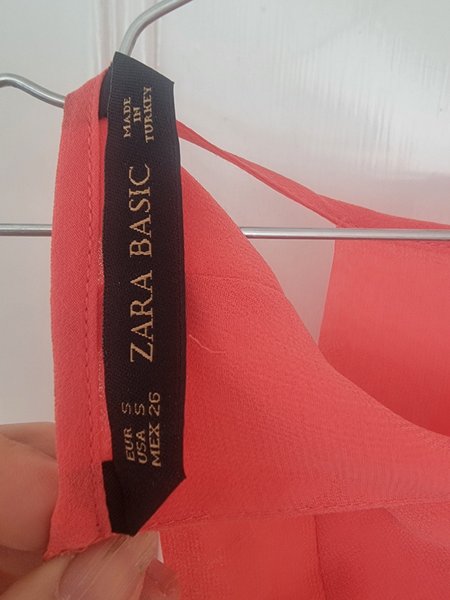 MADE
IN
TURKEY
ZARA BASIC
EUR S
USA S
MEX 26